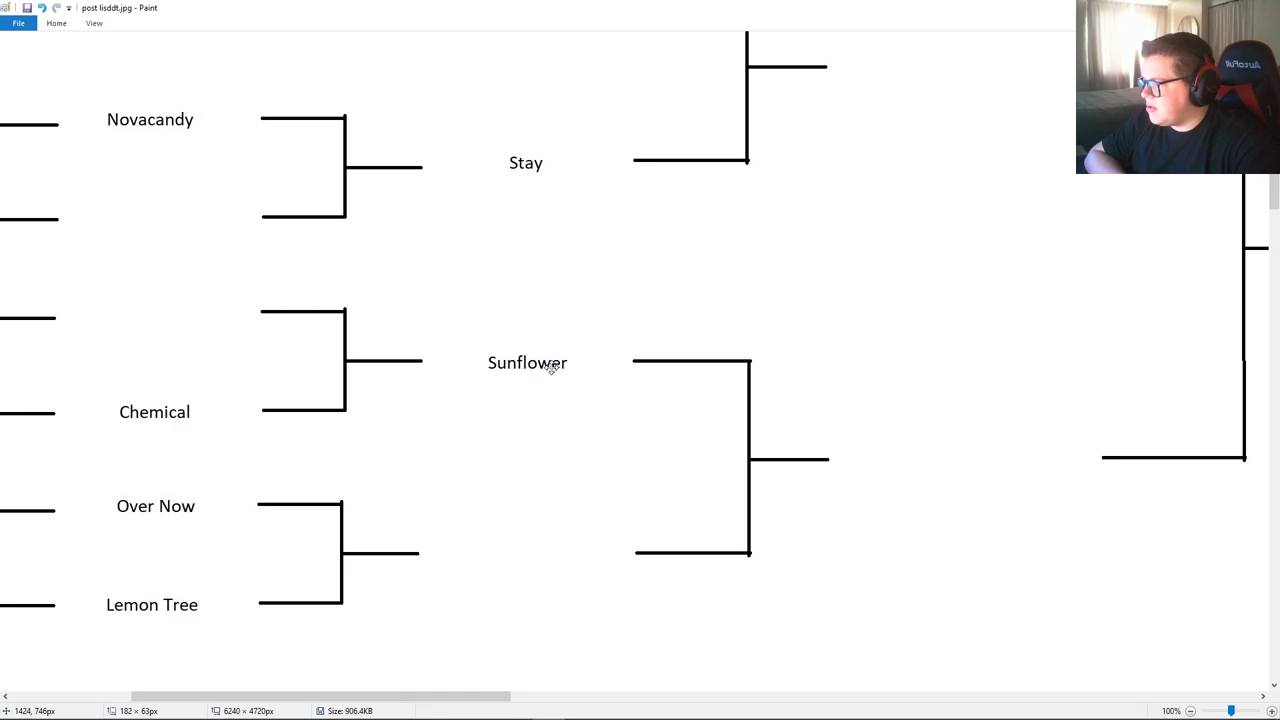 post lisddt.jpg - Paint
File Home View
Novacandy
Stay
Sunflower
Chemical
Over Now
Lemon Tree
1424, 746px 182 × 63px 6240 × 4720px Size: 906.4KB 100%
AutoFull